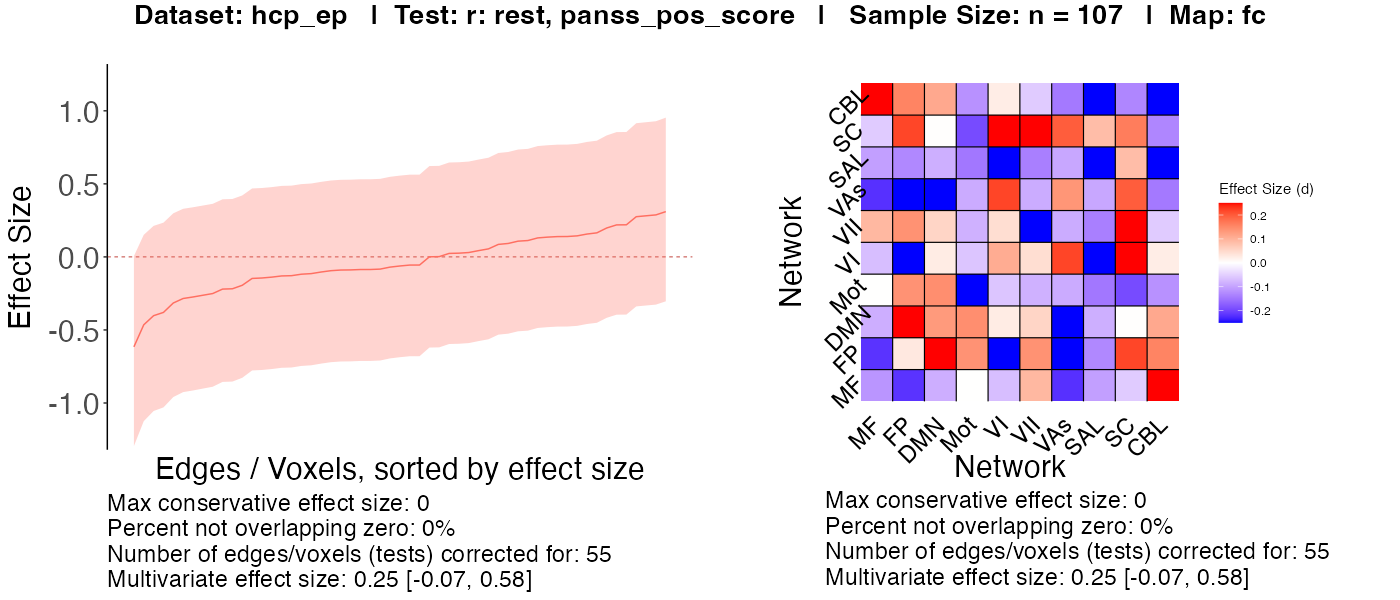 Dataset: hcp_ep | Test: r: rest, panss_pos_score | Sample Size: n = 107 | Map: fc
Effect Size
1.0
0.5
0.0
-0.5
-1.0
Edges / Voxels, sorted by effect size
Max conservative effect size: 0
Percent not overlapping zero: 0%
Number of edges/voxels (tests) corrected for: 55
Multivariate effect size: 0.25 [-0.07, 0.58]
Network
CBL
SC
SAL
VAs
VII
VI
Mot
DMN
FP
MF
MF FP DMN Mot VI VII VAs SAL SC CBL
Network
Effect Size (d)
0.2
0.1
0.0
-0.1
-0.2
Max conservative effect size: 0
Percent not overlapping zero: 0%
Number of edges/voxels (tests) corrected for: 55
Multivariate effect size: 0.25 [-0.07, 0.58]